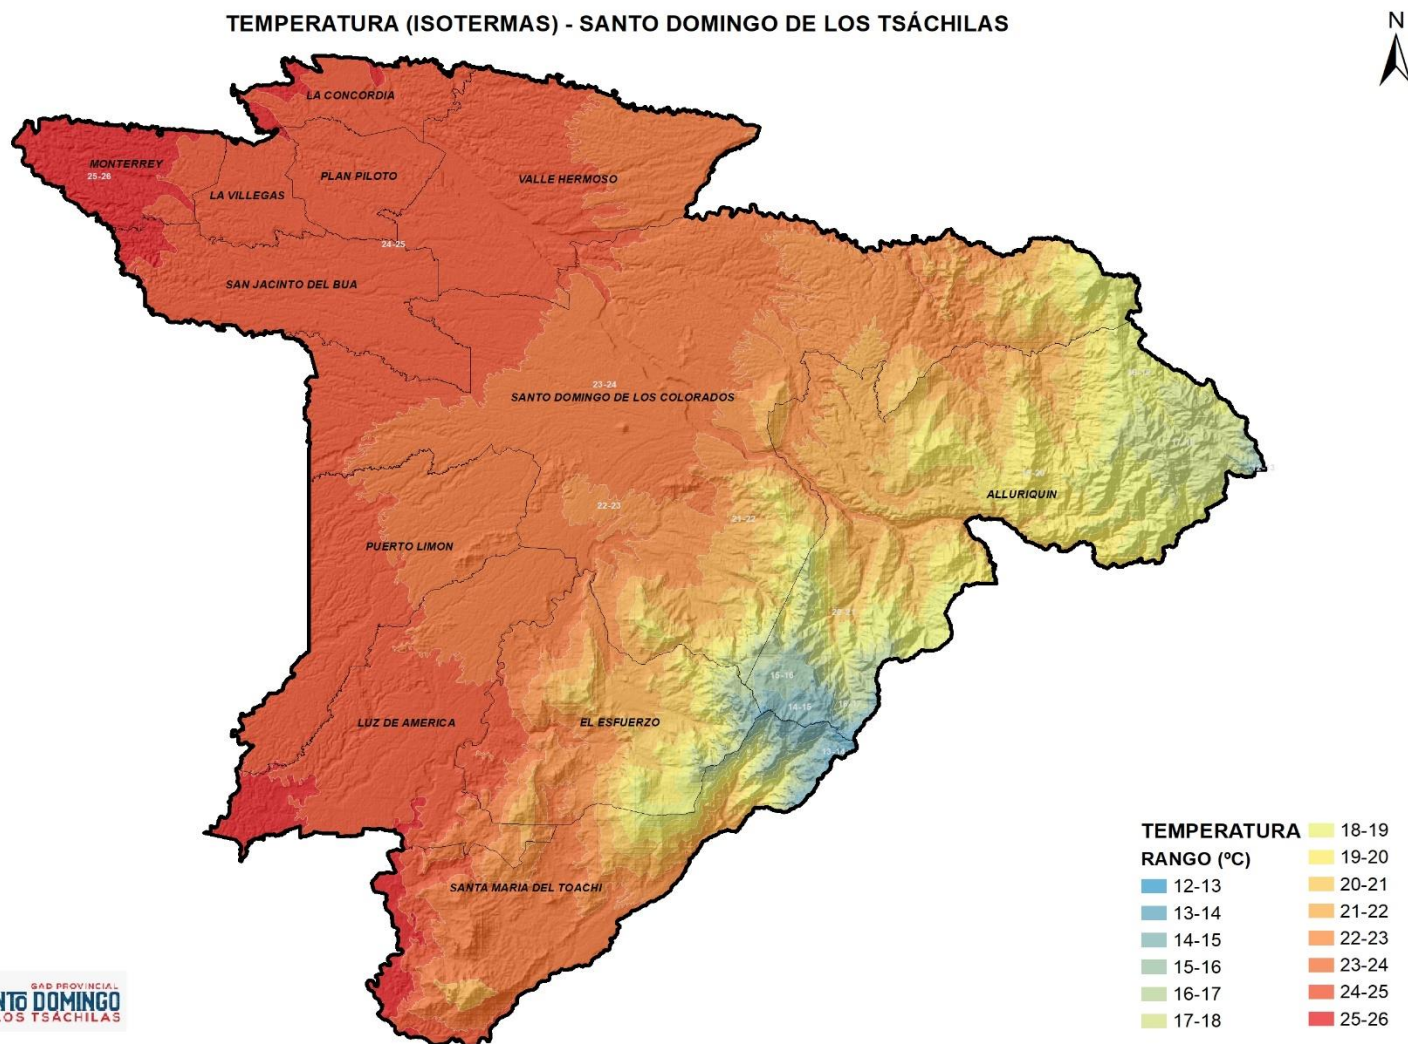 TEMPERATURA (ISOTERMAS) - SANTO DOMINGO DE LOS TSÁCHILAS
N
LA CONCORDIA
MONTERREY
25-26
PLAN PILOTO
VALLE HERMOSO
LA VILLEGAS
24-25
SAN JACINTO DEL BUA
23-24
SANTO DOMINGO DE LOS COLORADOS
ALLURIQUIN
22-23
21-22
PUERTO LIMON
15-16
14-15
LUZ DE AMERICA
EL ESFUERZO
SANTA MARIA DEL TOACHI
TEMPERATURA
RANGO (ºC)
12-13
13-14
14-15
15-16
16-17
17-18
18-19
19-20
20-21
21-22
22-23
23-24
24-25
25-26
GAD PROVINCIAL
NTO DOMINGO
LOS TSÁCHILAS